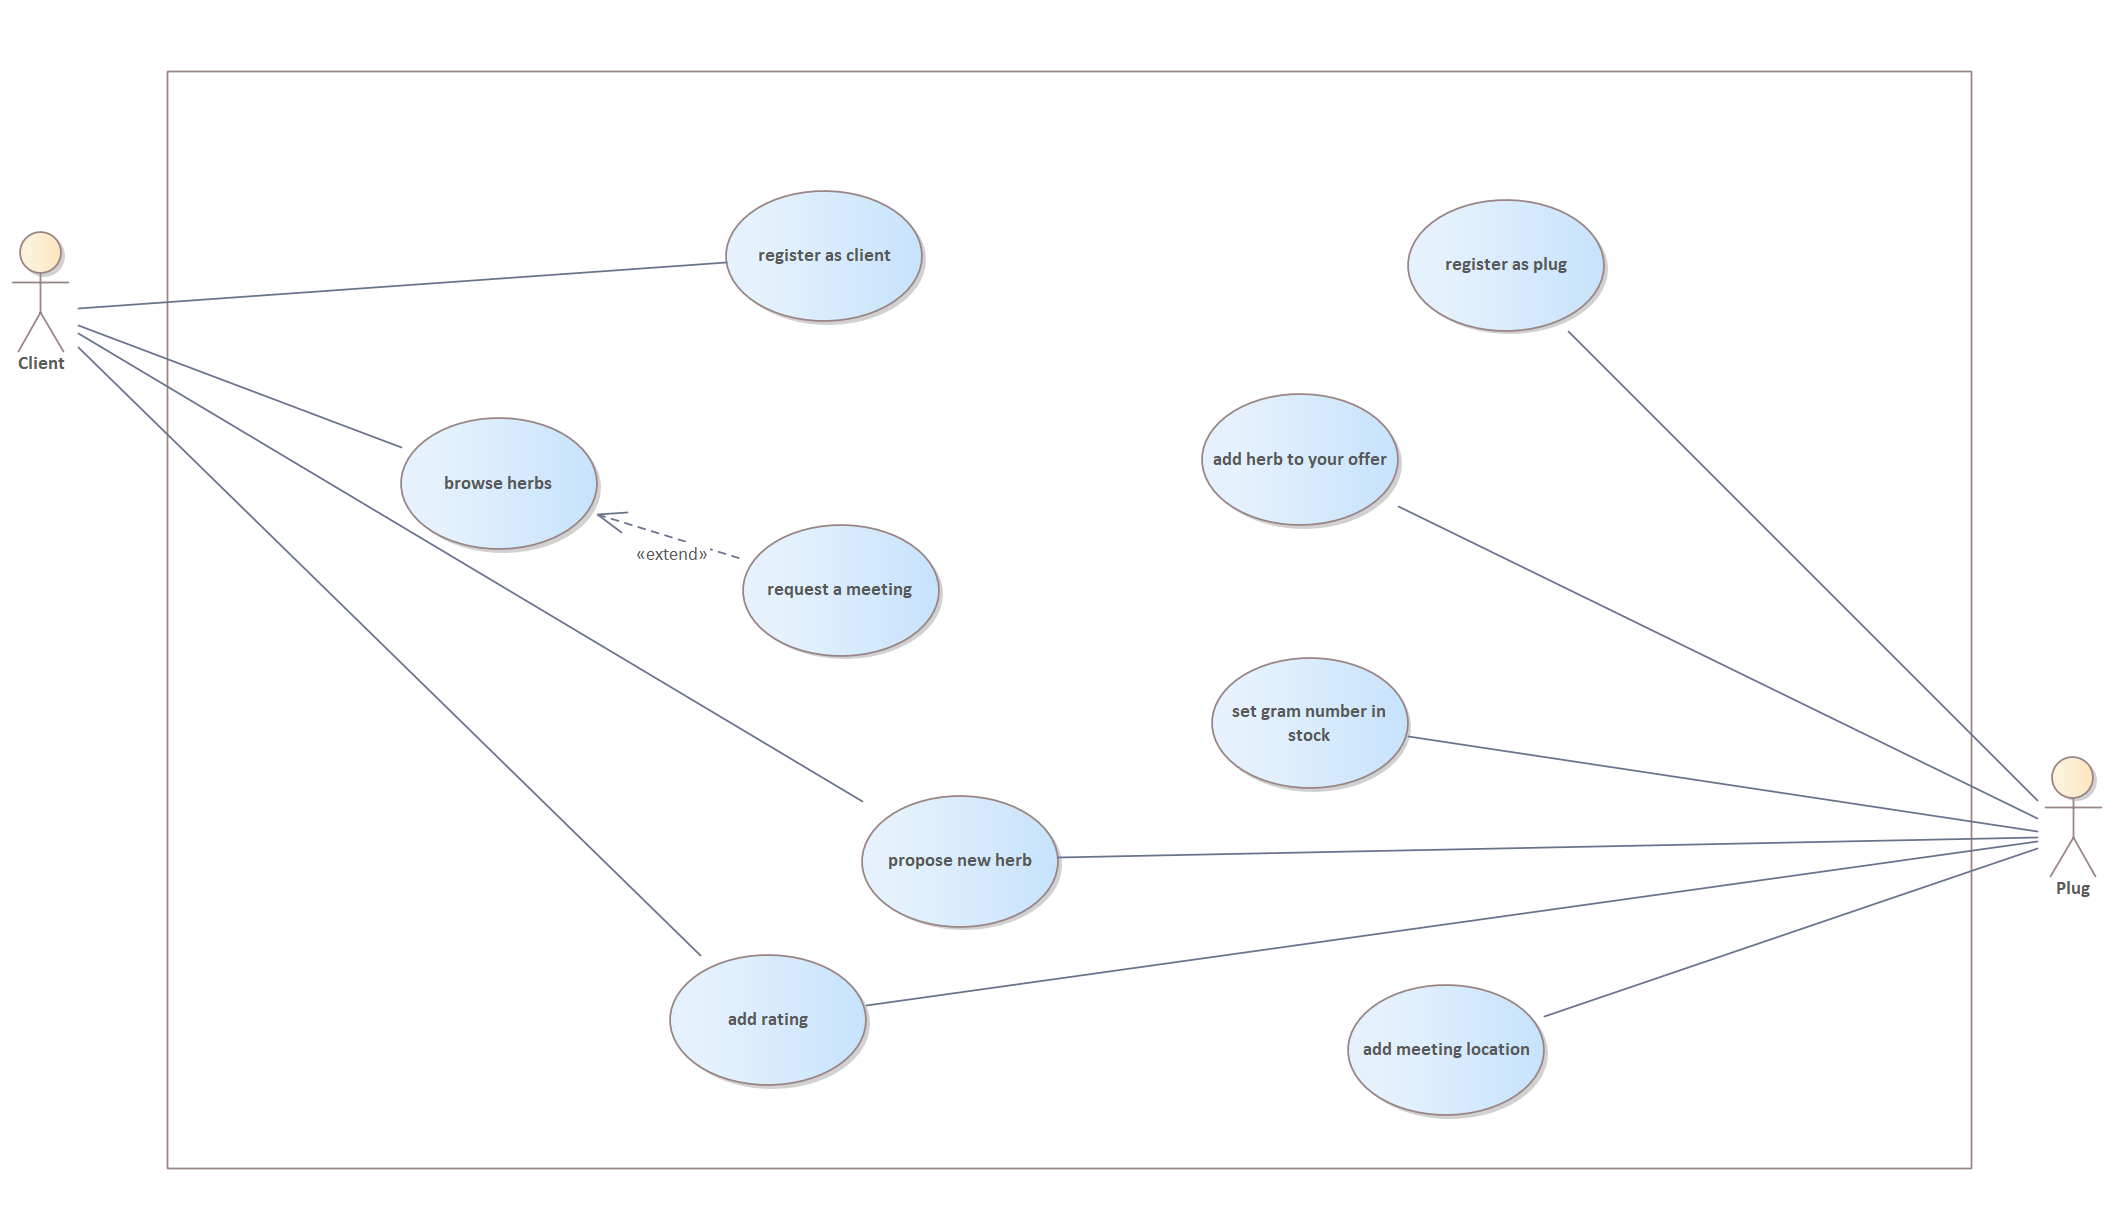 register as client
register as plug
Client
add herb to your offer
browse herbs
«extend»
request a meeting
set gram number in
stock
propose new herb
Plug
add rating
add meeting location